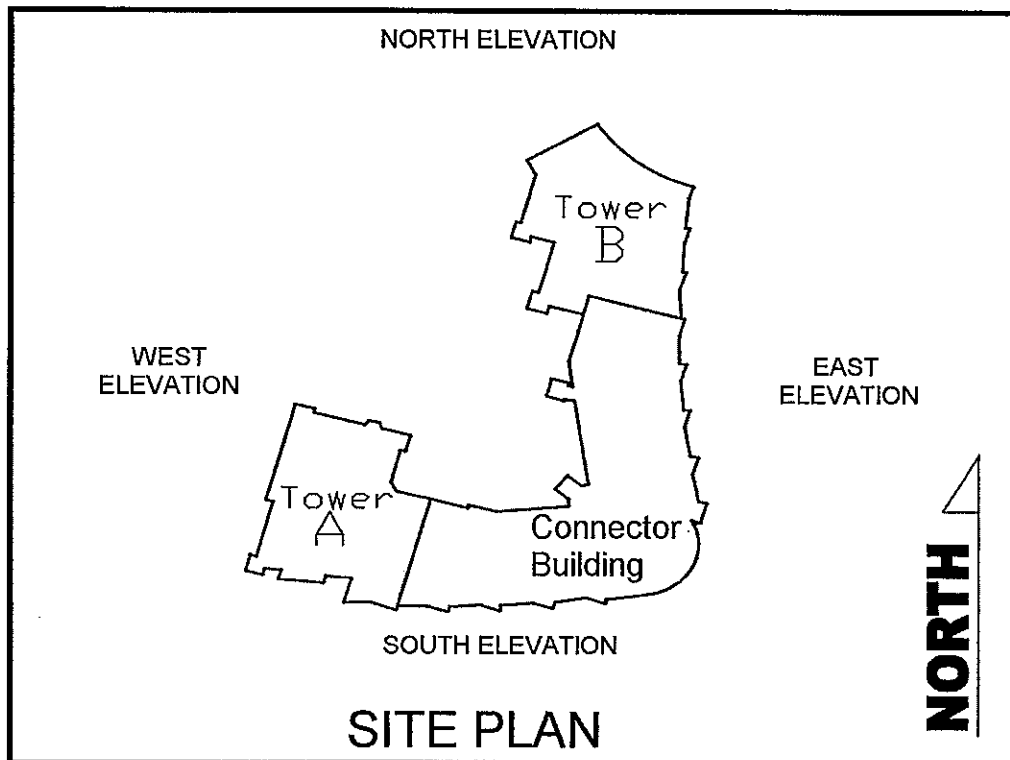 NORTH ELEVATION
Tower
B
WEST
ELEVATION
EAST
ELEVATION
Tower
A
Connector
Building
SOUTH ELEVATION
NORTH
SITE PLAN